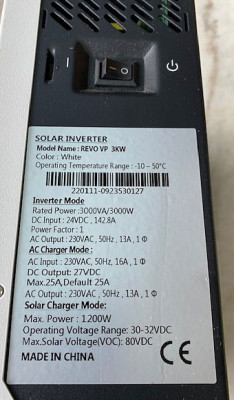 SOLAR INVERTER
Model Name : REVO VP 3KW
Color : White
Operating Temperature Range : -10 – 50°C
220111-0923530127
Inverter Mode
Rated Power :3000VA/3000W
DC Input : 24VDC , 142.8A
Power Factor : 1
AC Output : 230VAC, 50Hz , 13A , 1 Φ
AC Charger Mode :
AC Input : 230VAC, 50Hz, 16A , 1 Φ
DC Output: 27VDC
Max.25A,Default 25A
AC Output : 230VAC , 50Hz , 13A , 1 Φ
Solar Charger Mode:
Max. Power : 1200W
Operating Voltage Range: 30-32VDC
Max.Solar Voltage(VOC): 80VDC
MADE IN CHINA CE